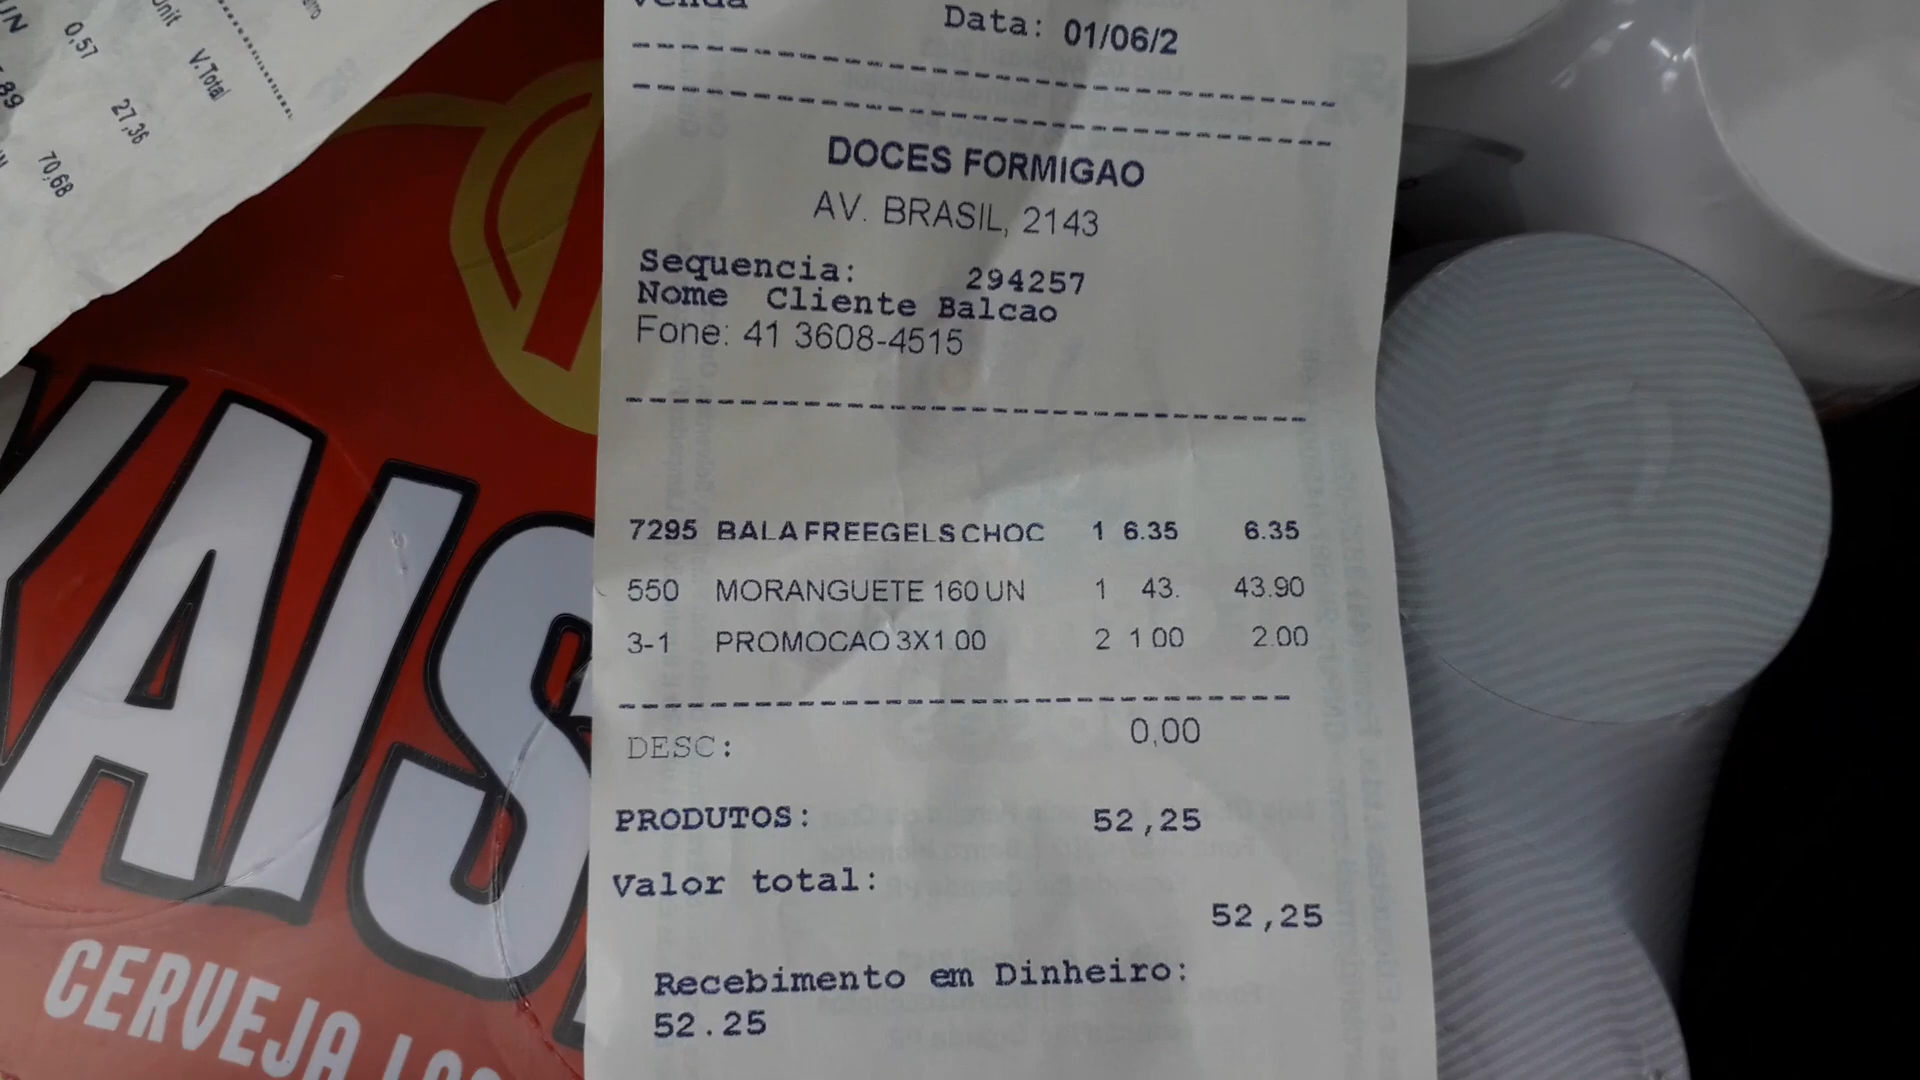 0,57
V.Total
89
27,36
70,68
Data: 01/06/2
DOCES FORMIGAO
AV. BRASIL, 2143
Sequencia: 294257
Nome Cliente Balcao
Fone: 41 3608-4515
7295 BALA FREEGELS CHOC 1 6.35 6.35
550 MORANGUETE 160 UN 1 43. 43.90
3-1 PROMOCAO 3X1 00 2 1 00 2.00
DESC: 0,00
PRODUTOS: 52,25
Valor total:
52,25
Recebimento em Dinheiro:
52.25
KAIS
CERVEJA